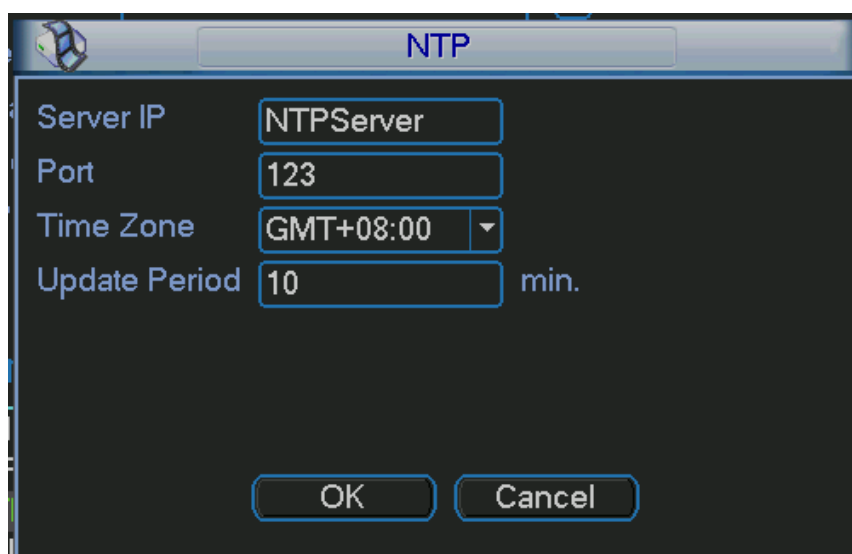 NTP
Server IP NTPServer
Port 123
Time Zone GMT+08:00
Update Period 10 min.
OK Cancel